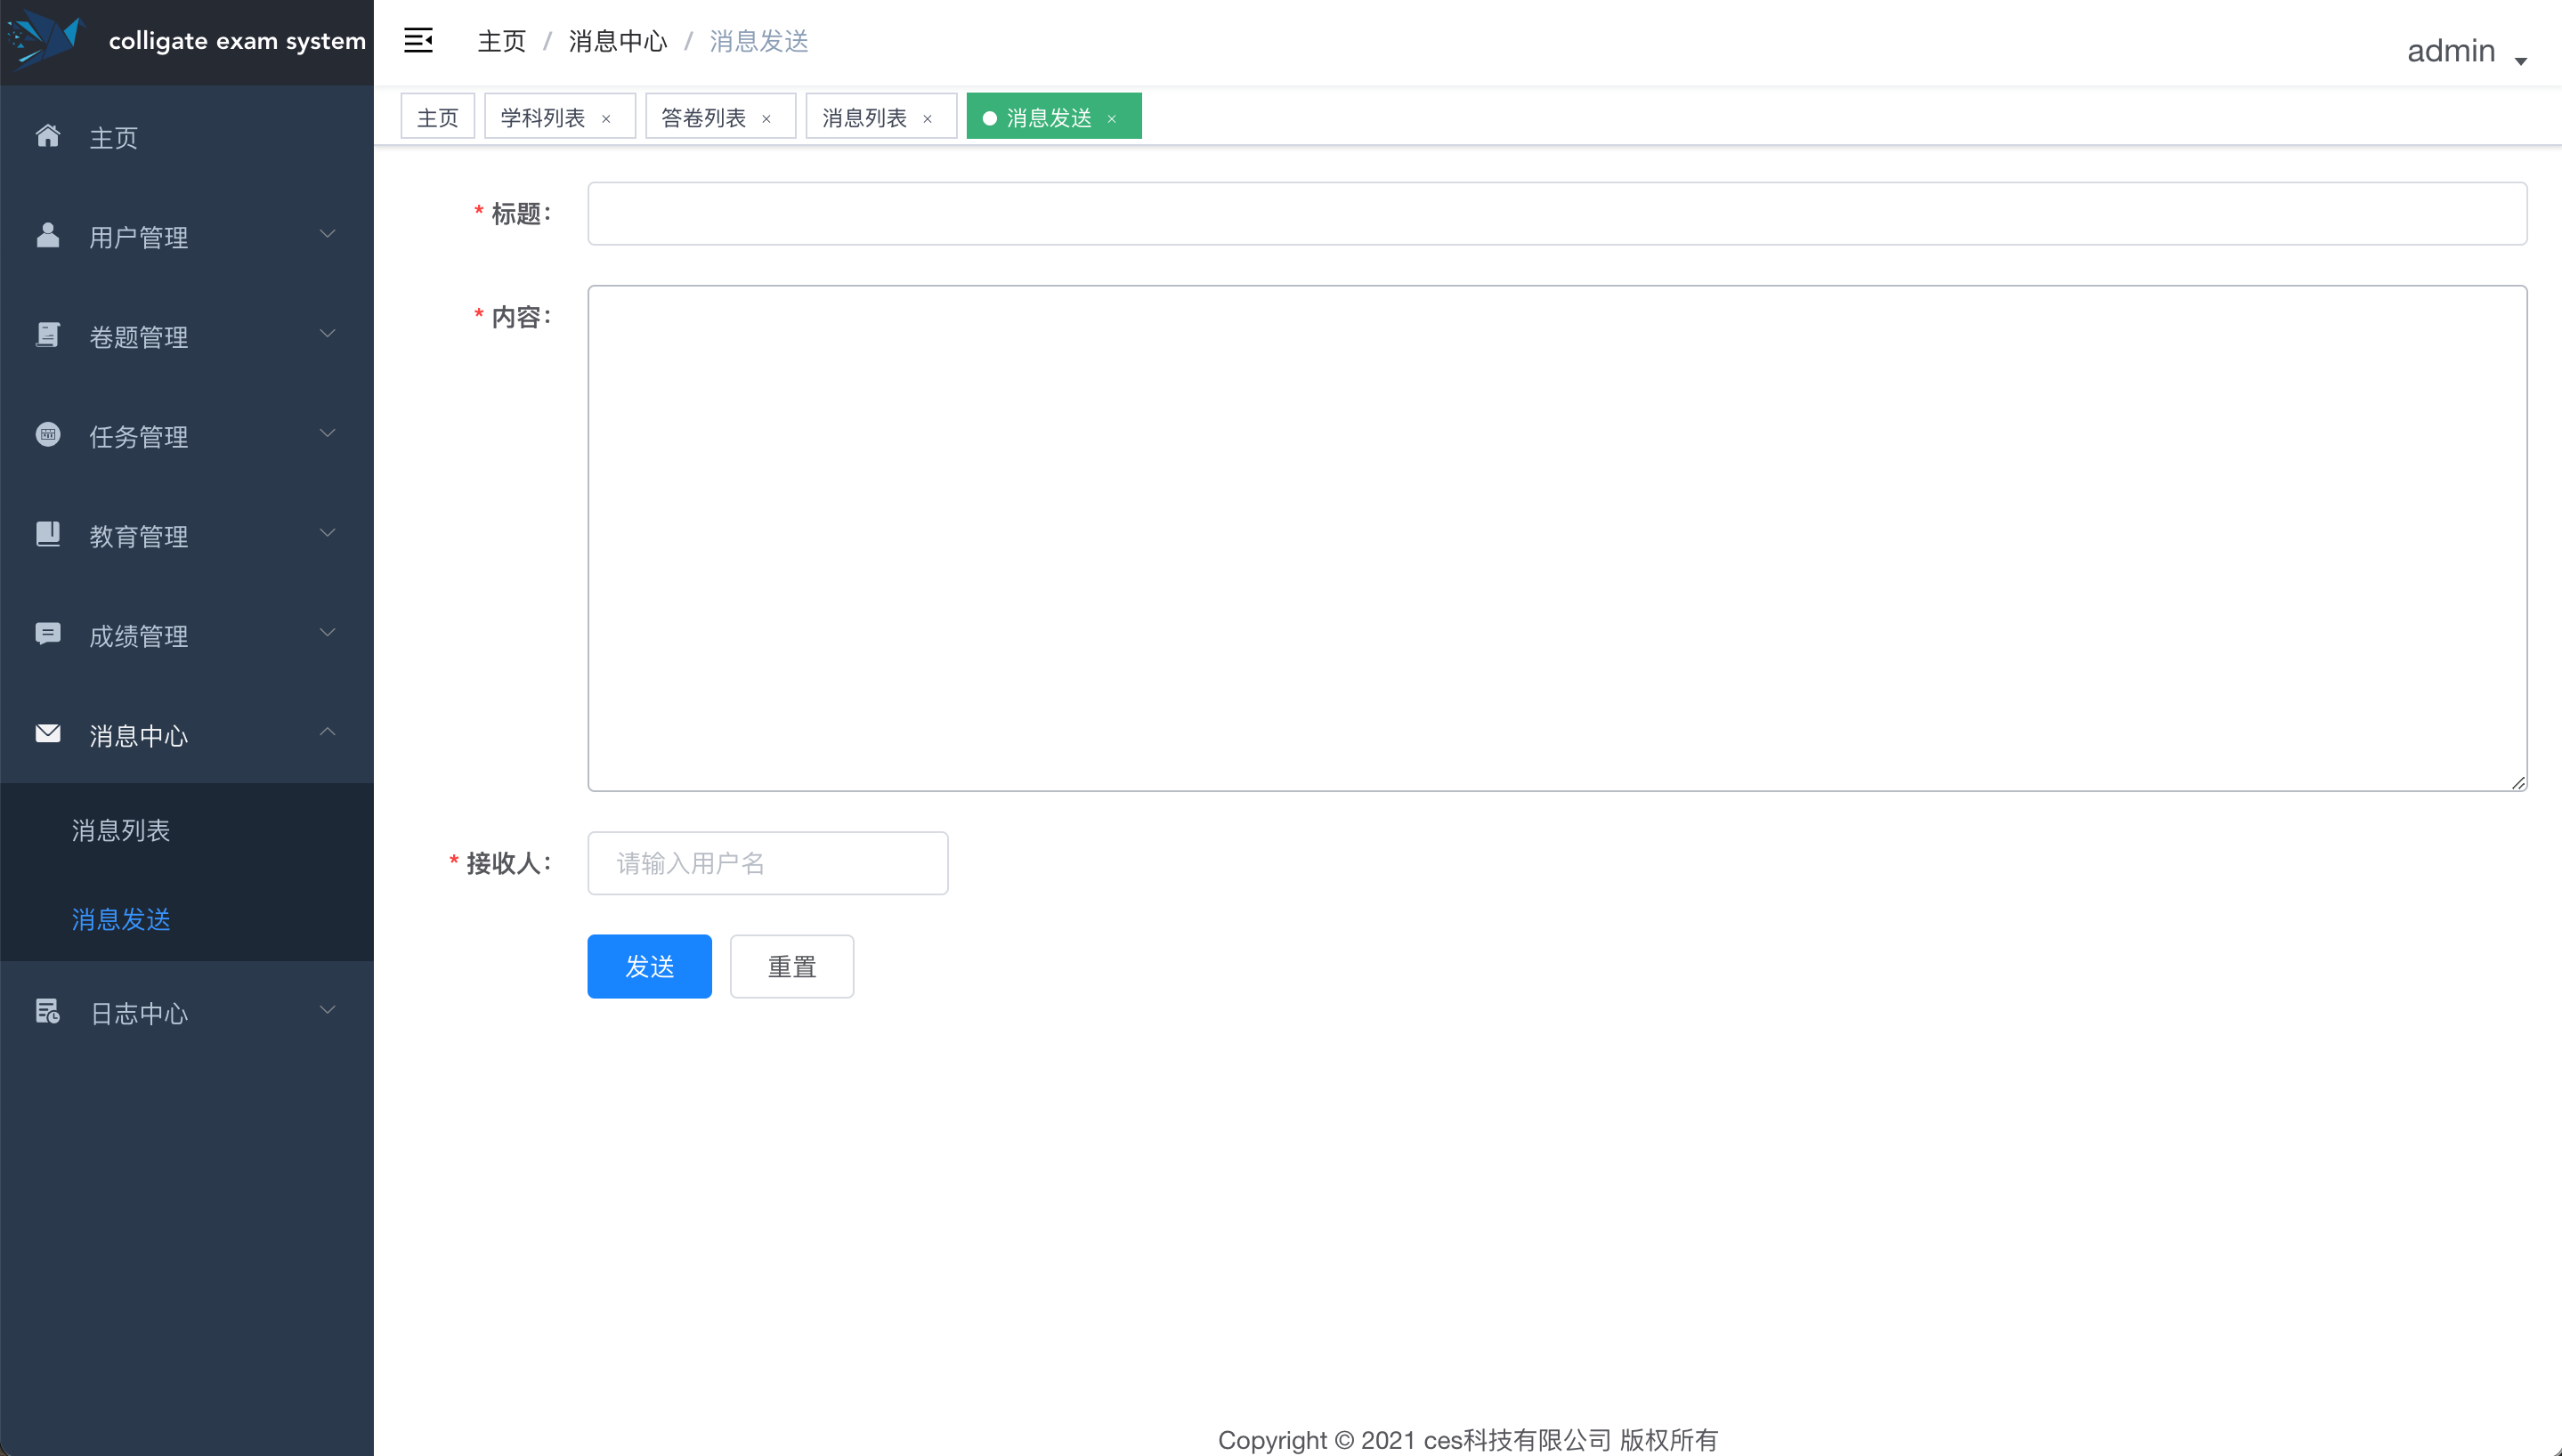 colligate exam system
主页 / 消息中心 / 消息发送
admin
主页
用户管理
卷题管理
任务管理
教育管理
成绩管理
消息中心
消息列表
消息发送
日志中心
主页 学科列表 × 答卷列表 × 消息列表 × 消息发送 ×
* 标题：
* 内容：
* 接收人： 请输入用户名
发送 重置
Copyright © 2021 ces科技有限公司 版权所有